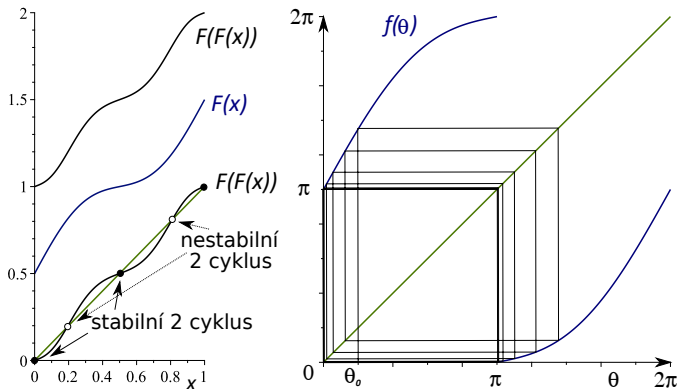 2
F(F(x))
1.5
F(x)
1
F(F(x))
nestabilní
2 cyklus
0.5
stabilní 2 cyklus
0
0 0.2 0.4 0.6 0.8 1
x
2π
f(θ)
π
0
0 θ₀ π θ 2π